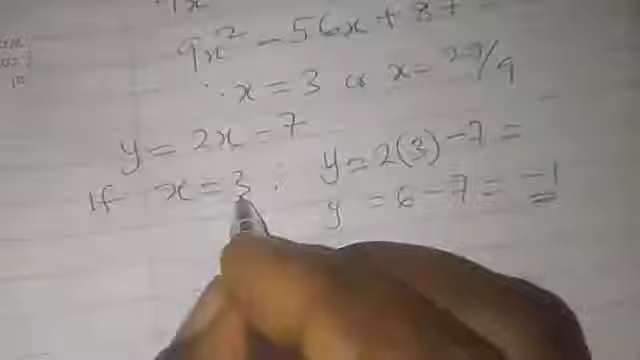 9x² - 56x + 87
∴ x = 3 or x = 29/9
y = 2x = 7
If x = 3 : y = 2(3) - 7 =
y = 6 - 7 = -1